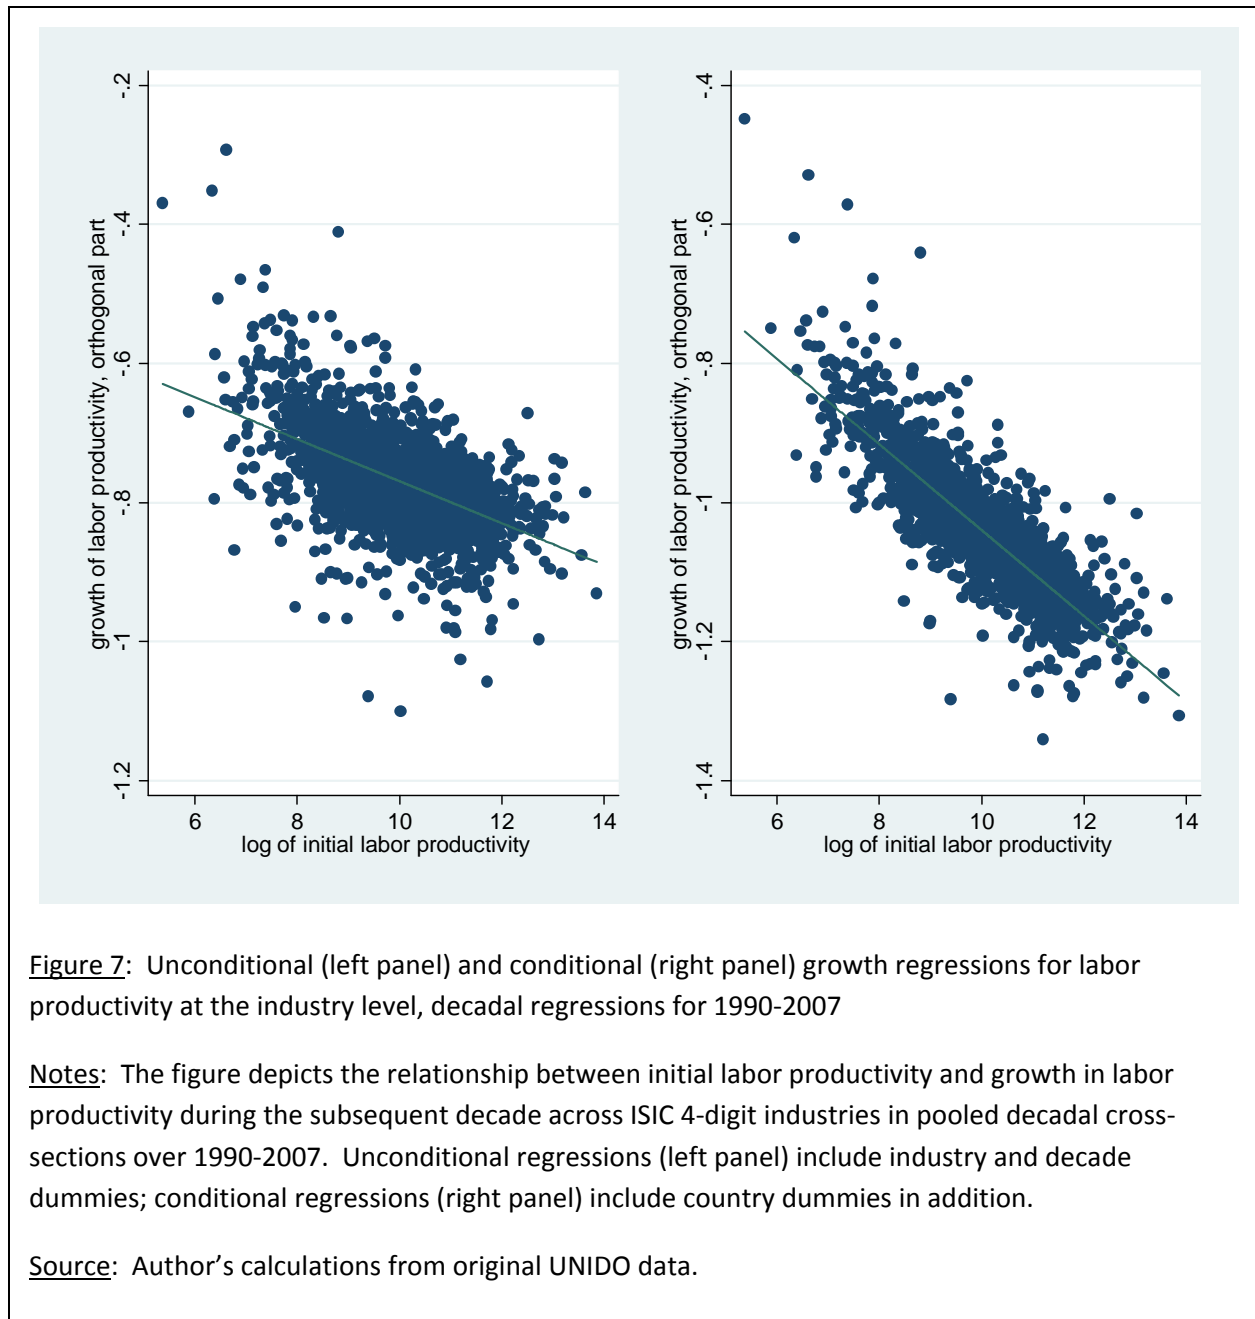 -.2
-.4
-.6
-.8
-1
-1.2
growth of labor productivity, orthogonal part
6 8 10 12 14
log of initial labor productivity
-.4
-.6
-.8
-1
-1.2
-1.4
growth of labor productivity, orthogonal part
6 8 10 12 14
log of initial labor productivity
Figure 7: Unconditional (left panel) and conditional (right panel) growth regressions for labor
productivity at the industry level, decadal regressions for 1990-2007
Notes: The figure depicts the relationship between initial labor productivity and growth in labor
productivity during the subsequent decade across ISIC 4-digit industries in pooled decadal cross-
sections over 1990-2007. Unconditional regressions (left panel) include industry and decade
dummies; conditional regressions (right panel) include country dummies in addition.
Source: Author’s calculations from original UNIDO data.